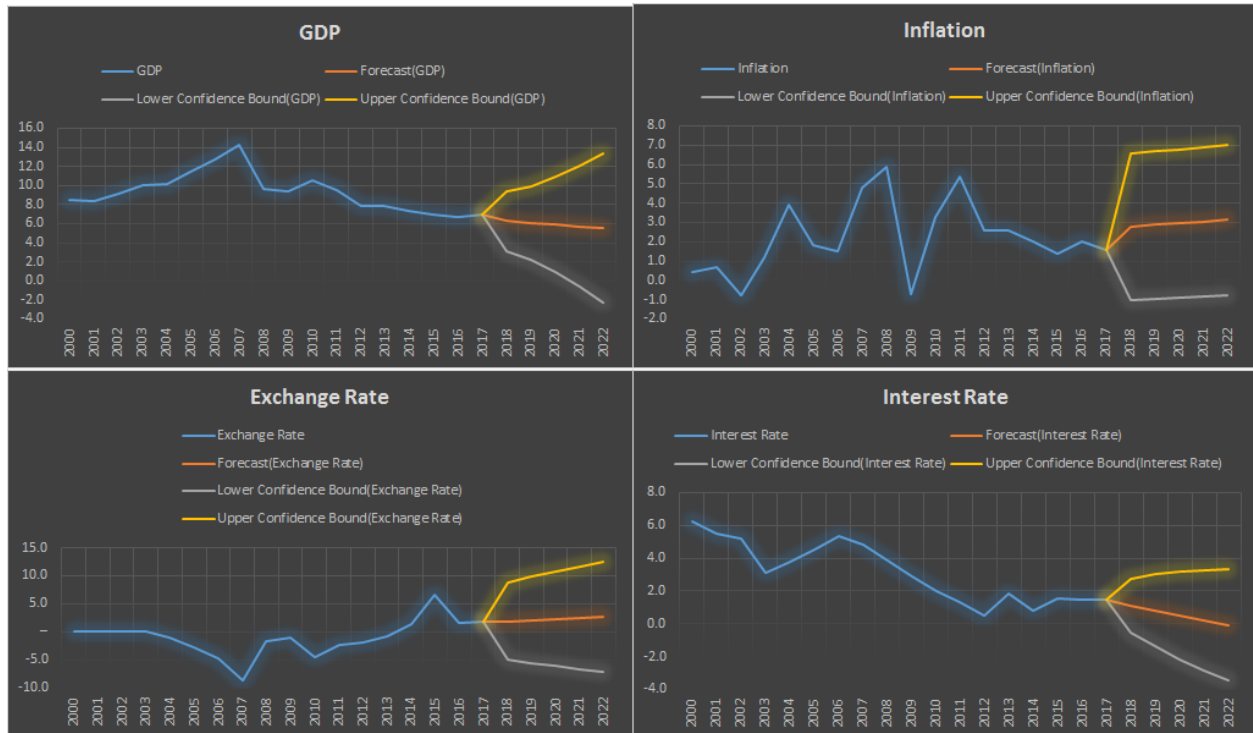 GDP
GDP Forecast(GDP)
Lower Confidence Bound(GDP) Upper Confidence Bound(GDP)
16.0
14.0
12.0
10.0
8.0
6.0
4.0
2.0
0.0
-2.0
-4.0
2000 2001 2002 2003 2004 2005 2006 2007 2008 2009 2010 2011 2012 2013 2014 2015 2016 2017 2018 2019 2020 2021 2022
Inflation
Inflation Forecast(Inflation)
Lower Confidence Bound(Inflation) Upper Confidence Bound(Inflation)
8.0
7.0
6.0
5.0
4.0
3.0
2.0
1.0
0.0
-1.0
-2.0
2000 2001 2002 2003 2004 2005 2006 2007 2008 2009 2010 2011 2012 2013 2014 2015 2016 2017 2018 2019 2020 2021 2022
Exchange Rate
Exchange Rate
Forecast(Exchange Rate)
Lower Confidence Bound(Exchange Rate)
Upper Confidence Bound(Exchange Rate)
15.0
10.0
5.0
–
-5.0
-10.0
2000 2001 2002 2003 2004 2005 2006 2007 2008 2009 2010 2011 2012 2013 2014 2015 2016 2017 2018 2019 2020 2021 2022
Interest Rate
Interest Rate Forecast(Interest Rate)
Lower Confidence Bound(Interest Rate) Upper Confidence Bound(Interest Rate)
8.0
6.0
4.0
2.0
0.0
-2.0
-4.0
2000 2001 2002 2003 2004 2005 2006 2007 2008 2009 2010 2011 2012 2013 2014 2015 2016 2017 2018 2019 2020 2021 2022